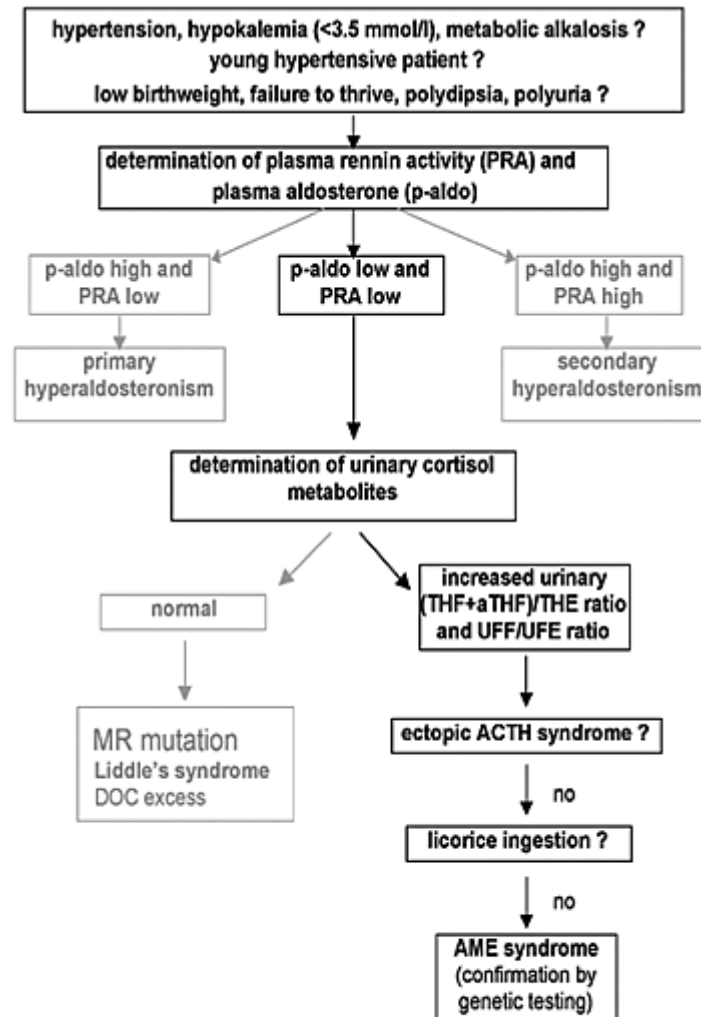 hypertension, hypokalemia (<3.5 mmol/l), metabolic alkalosis ?
young hypertensive patient ?
low birthweight, failure to thrive, polydipsia, polyuria ?
determination of plasma rennin activity (PRA) and
plasma aldosterone (p-aldo)
p-aldo high and
PRA low
p-aldo low and
PRA low
p-aldo high and
PRA high
primary
hyperaldosteronism
secondary
hyperaldosteronism
determination of urinary cortisol
metabolites
normal
increased urinary
(THF+aTHF)/THE ratio
and UFF/UFE ratio
MR mutation
Liddle's syndrome
DOC excess
ectopic ACTH syndrome ?
no
licorice ingestion ?
no
AME syndrome
(confirmation by
genetic testing)